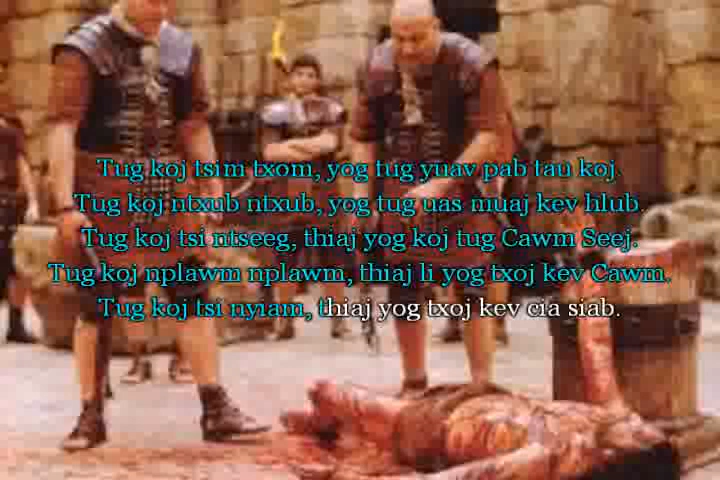 Tug koj tsim txom, yog tug yuav pab tau koj.
Tug koj ntxub ntxub, yog tug uas muaj kev hlub.
Tug koj tsi ntseeg, thiaj yog koj tug Cawm Seej.
Tug koj nplawm nplawm, thiaj li yog txoj kev Cawm.
Tug koj tsi nyiam, thiaj yog txoj kev cia siab.